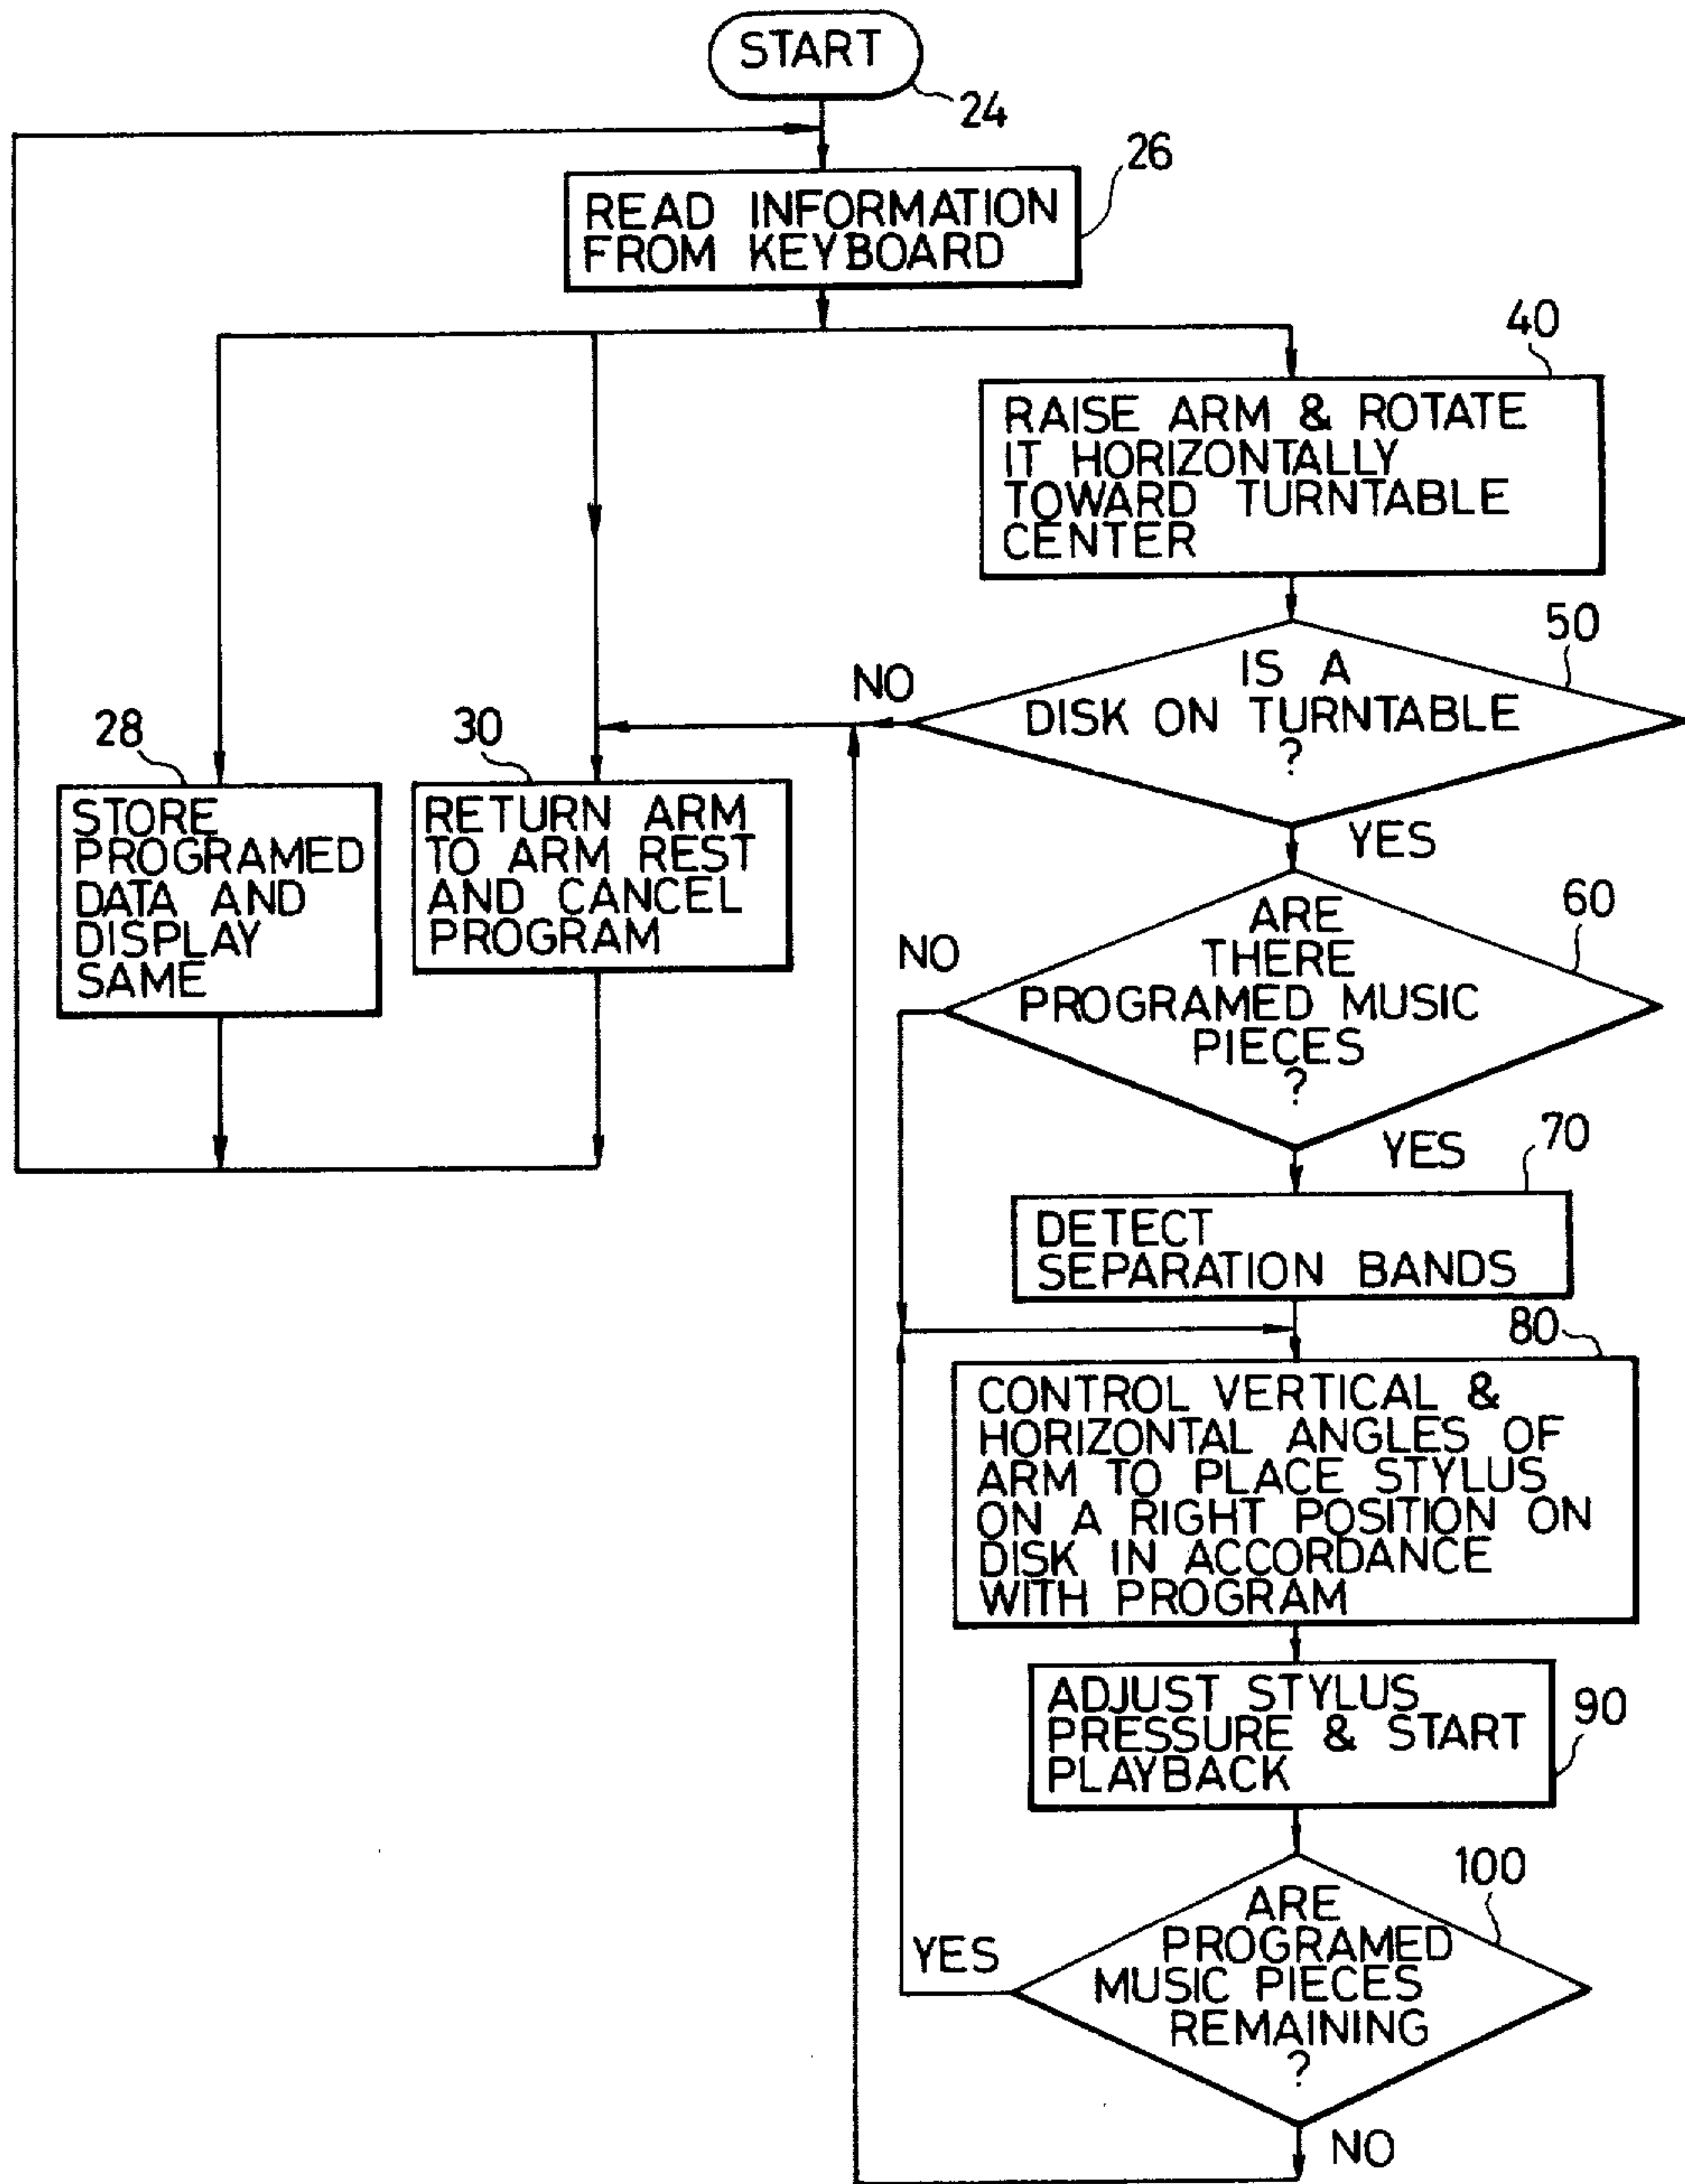 START
24
26
READ INFORMATION
FROM KEYBOARD
40
RAISE ARM & ROTATE
IT HORIZONTALLY
TOWARD TURNTABLE
CENTER
50
IS A
DISK ON TURNTABLE
?
NO
YES
28
STORE
PROGRAMED
DATA AND
DISPLAY
SAME
30
RETURN ARM
TO ARM REST
AND CANCEL
PROGRAM
60
ARE
THERE
PROGRAMED MUSIC
PIECES
?
NO
YES
70
DETECT
SEPARATION BANDS
80
CONTROL VERTICAL &
HORIZONTAL ANGLES OF
ARM TO PLACE STYLUS
ON A RIGHT POSITION ON
DISK IN ACCORDANCE
WITH PROGRAM
90
ADJUST STYLUS
PRESSURE & START
PLAYBACK
100
ARE
PROGRAMED
MUSIC PIECES
REMAINING
?
YES
NO